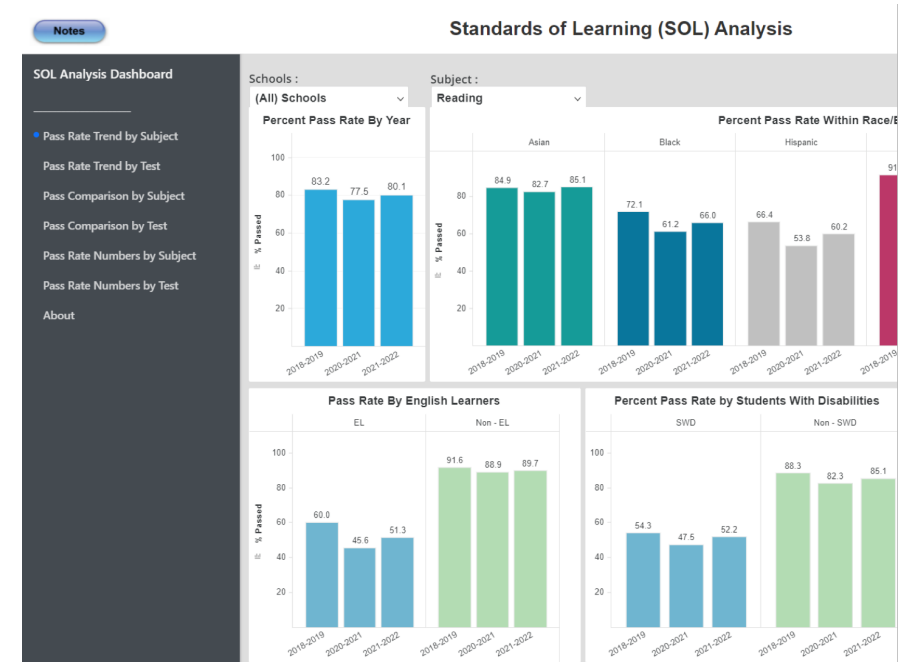 Notes
Standards of Learning (SOL) Analysis
SOL Analysis Dashboard
Pass Rate Trend by Subject
Pass Rate Trend by Test
Pass Comparison by Subject
Pass Comparison by Test
Pass Rate Numbers by Subject
Pass Rate Numbers by Test
About
Schools :
(All) Schools
Subject :
Reading
Percent Pass Rate By Year
% Passed
100
80
60
40
20
83.2 77.5 80.1
2018-2019 2020-2021 2021-2022
Percent Pass Rate Within Race/E
Asian Black Hispanic
% Passed
80
60
40
20
84.9 82.7 85.1
72.1 61.2 66.0
66.4 53.8 60.2
91
2018-2019 2020-2021 2021-2022 2018-2019 2020-2021 2021-2022 2018-2019 2020-2021 2021-2022 2018-2019
Pass Rate By English Learners
EL Non - EL
% Passed
100
80
60
40
20
60.0 45.6 51.3
91.6 88.9 89.7
2018-2019 2020-2021 2021-2022 2018-2019 2020-2021 2021-2022
Percent Pass Rate by Students With Disabilities
SWD Non - SWD
100
80
60
40
20
54.3 47.5 52.2
88.3 82.3 85.1
2018-2019 2020-2021 2021-2022 2018-2019 2020-2021 2021-2022